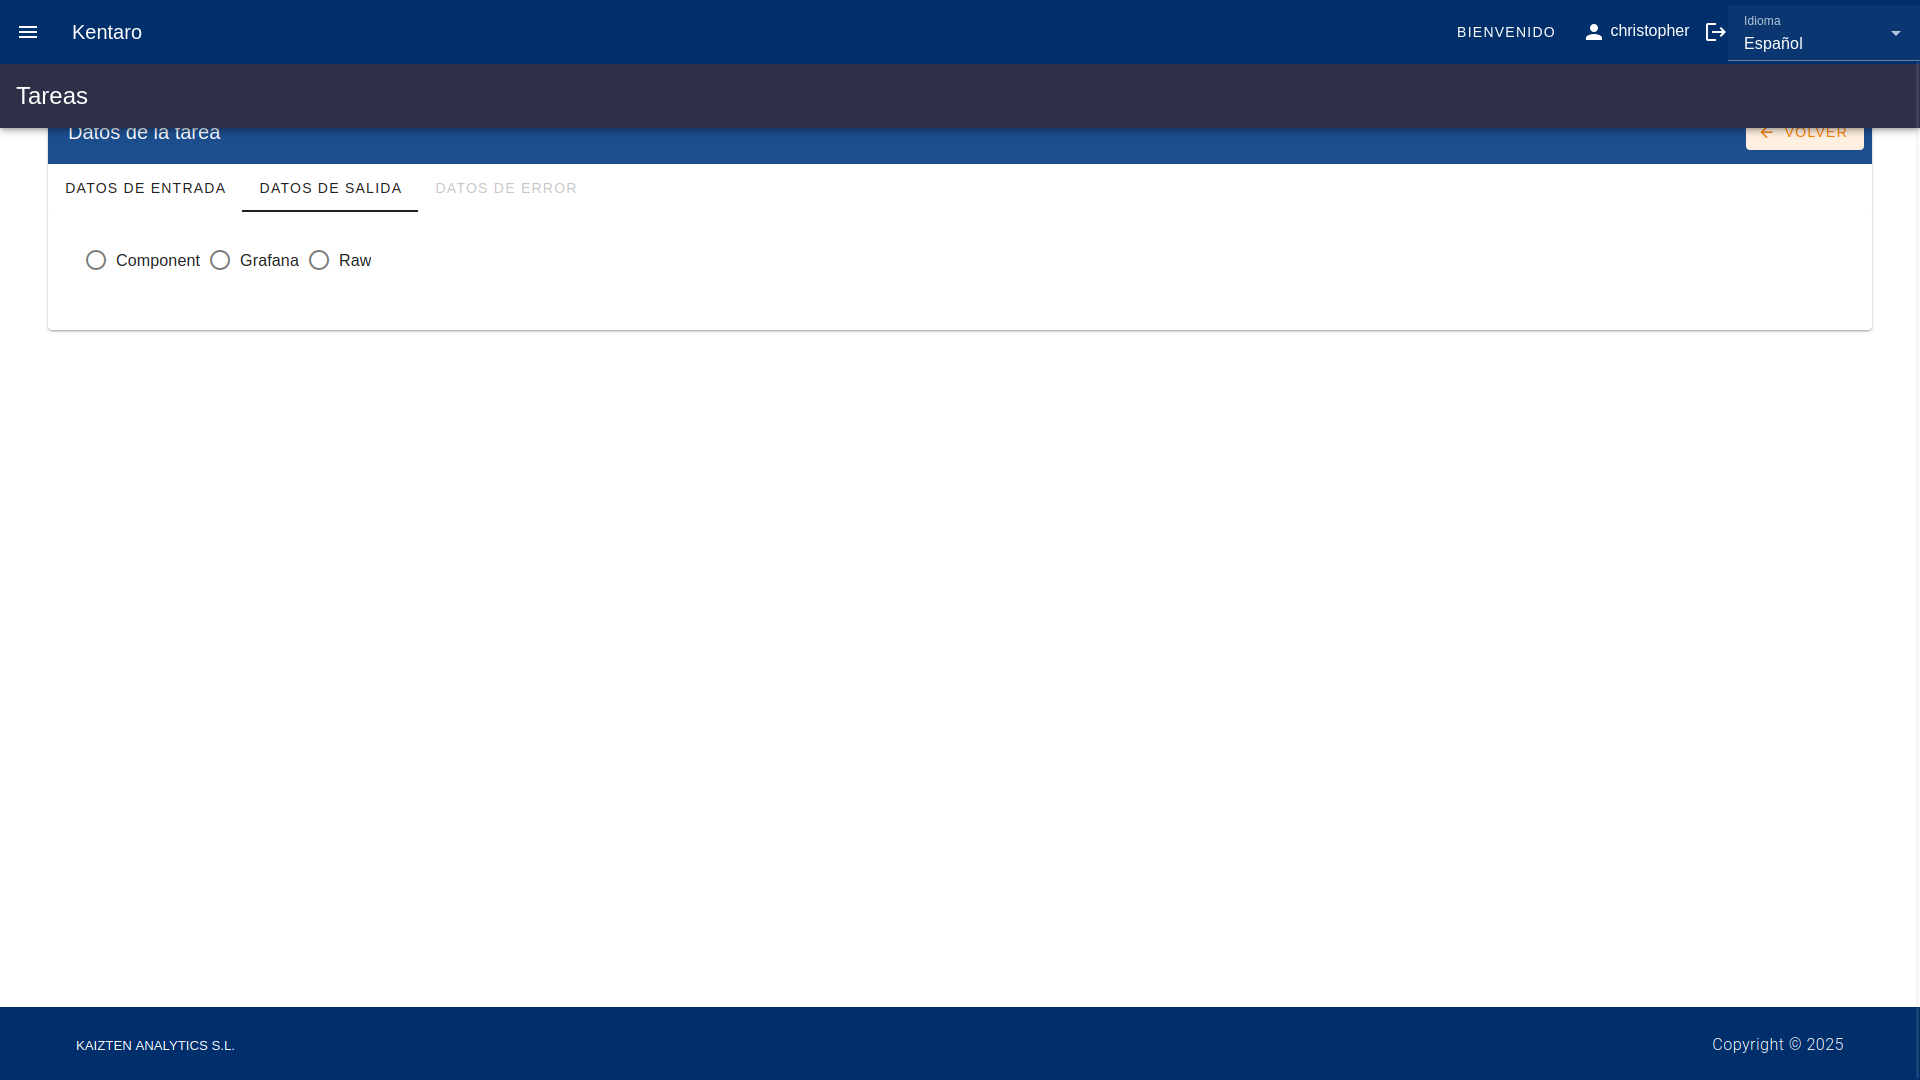 Kentaro
BIENVENIDO
christopher
Idioma
Español
Tareas
Datos de la tarea
VOLVER
DATOS DE ENTRADA
DATOS DE SALIDA
DATOS DE ERROR
Component
Grafana
Raw
KAIZTEN ANALYTICS S.L.
Copyright © 2025